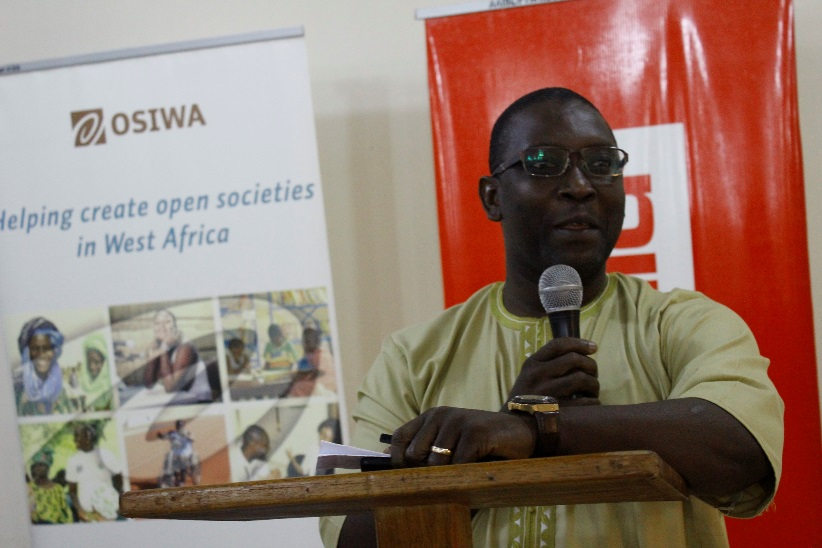 OSIWA
Helping create open societies
in West Africa